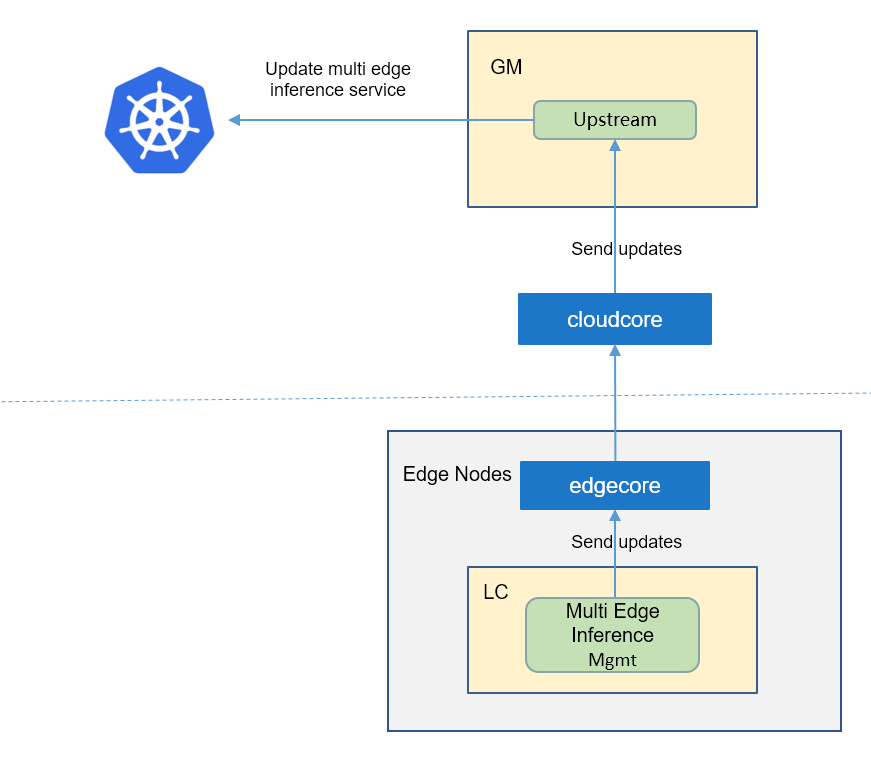 Update multi edge
inference service
GM
Upstream
Send updates
cloudcore
Edge Nodes
edgecore
Send updates
LC
Multi Edge
Inference
Mgmt